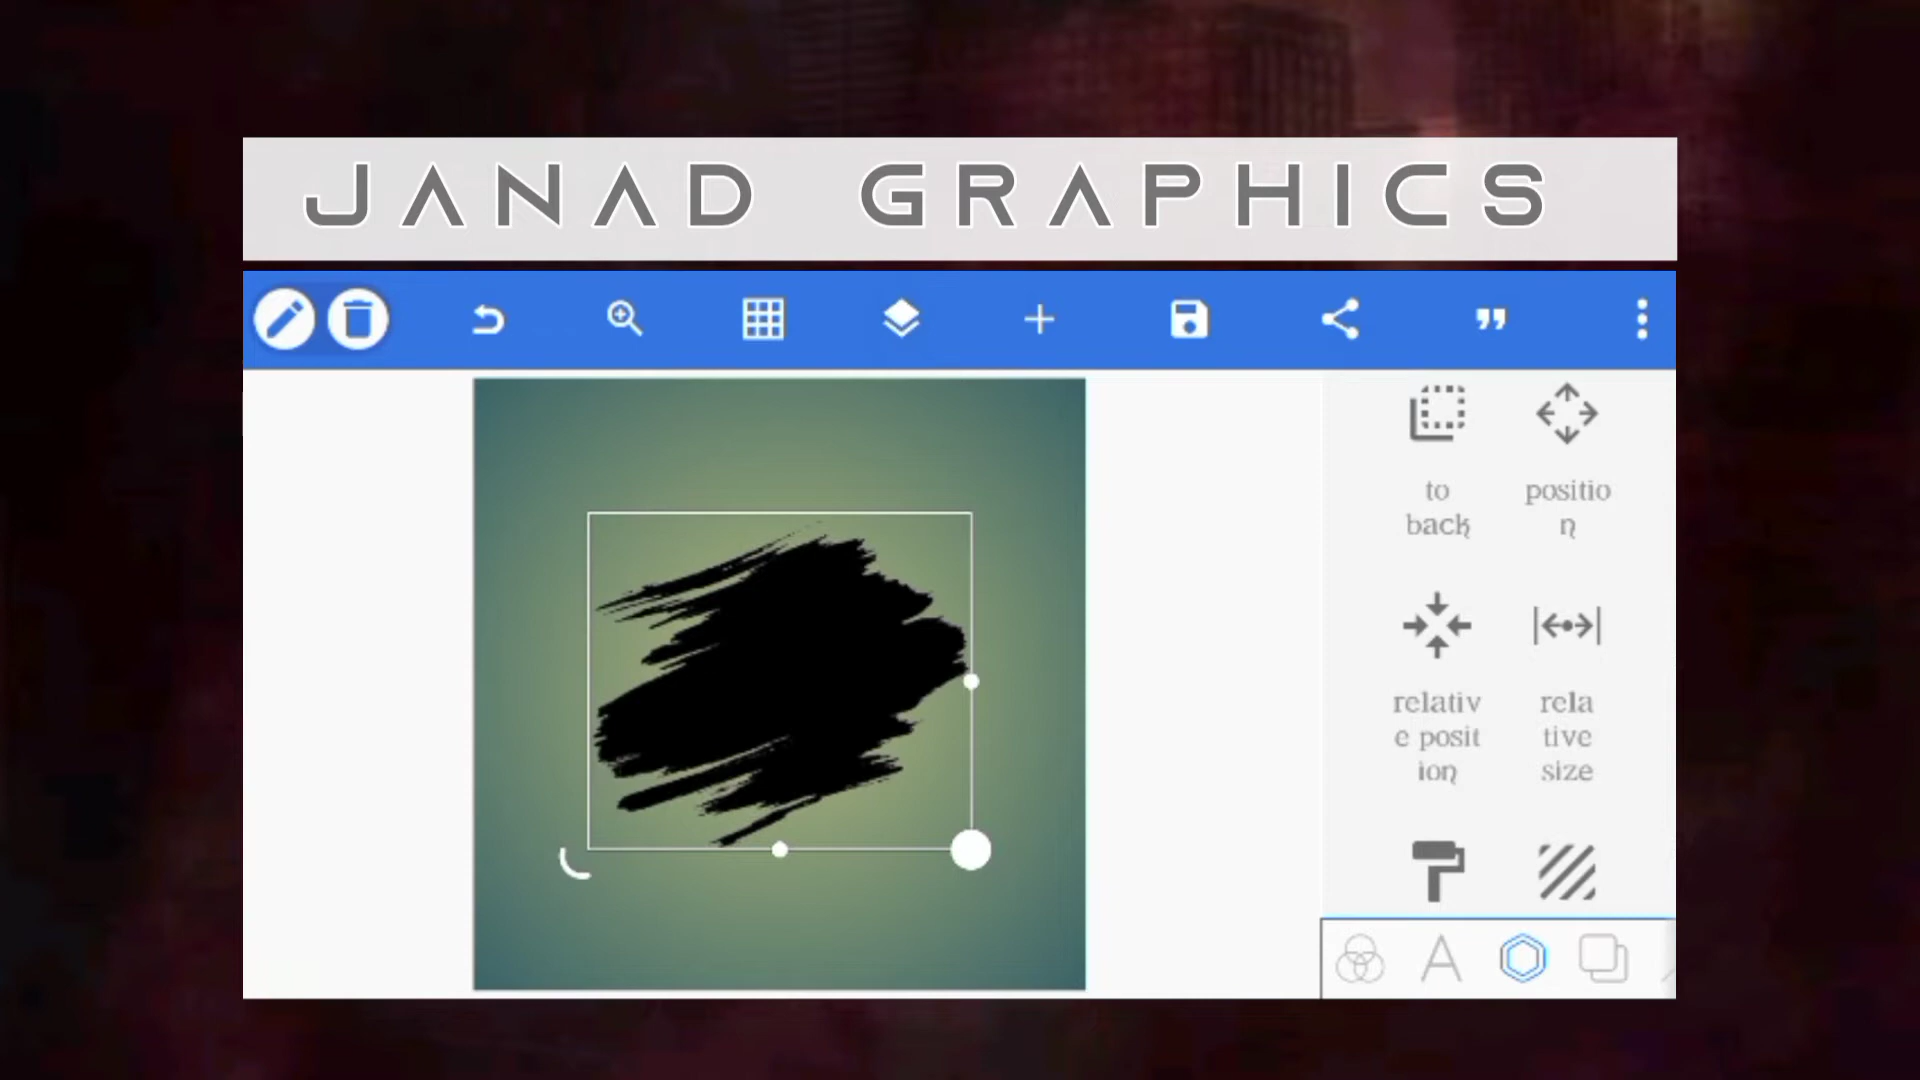 JANAD GRAPHICS
to
back
positio
n
relativ
e posit
ion
rela
tive
size
A